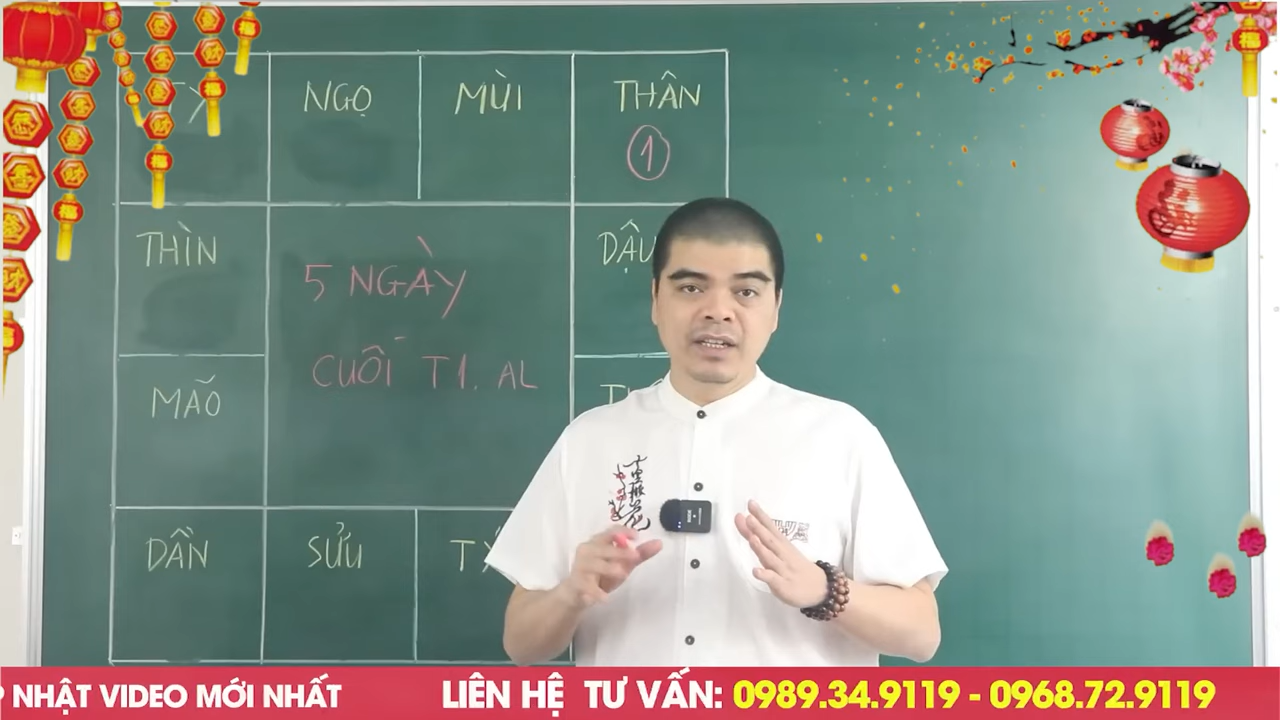 NGỌ
MÙI
THÂN
1
THÌN
DẬU
5 NGÀY
CUỐI T1. AL
MÃO
DẦN
SỬU
NHẬT VIDEO MỚI NHẤT
LIÊN HỆ TƯ VẤN: 0989.34.9119 - 0968.72.9119